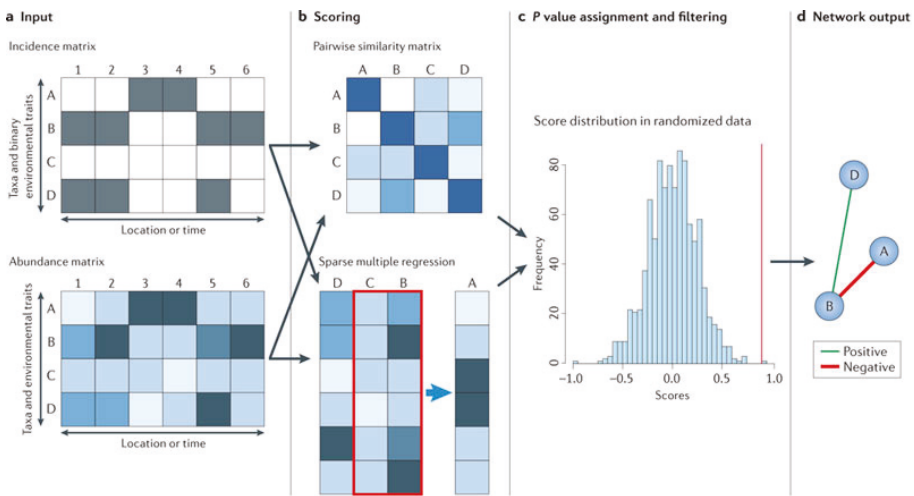 a Input
Incidence matrix
1 2 3 4 5 6
A
B
C
D
Taxa and binary
environmental traits
Location or time
Abundance matrix
1 2 3 4 5 6
A
B
C
D
Taxa and environmental traits
Location or time
b Scoring
Pairwise similarity matrix
A B C D
A
B
C
D
Sparse multiple regression
D C B A
c P value assignment and filtering
Score distribution in randomized data
80
60
40
20
0
Frequency
-1.0 -0.5 0.0 0.5 1.0
Scores
d Network output
D
A
B
Positive
Negative